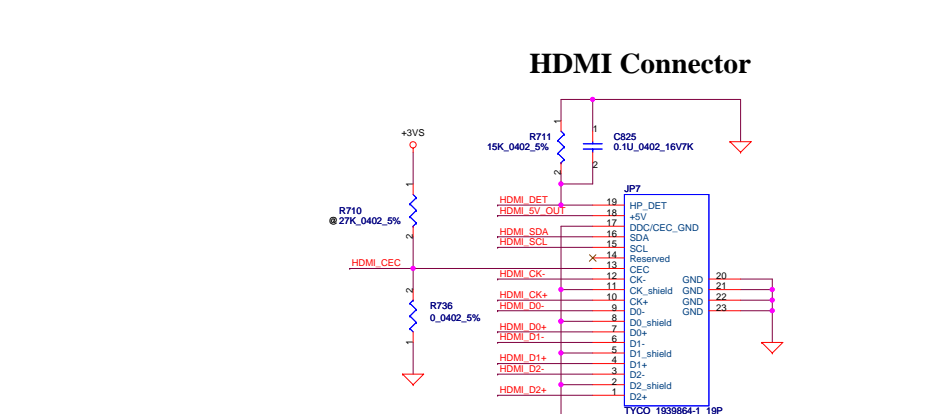 HDMI Connector
+3VS
R711
15K_0402_5%
1
2
C825
0.1U_0402_16V7K
1
2
R710
@27K_0402_5%
1
2
R736
0_0402_5%
2
1
HDMI_CEC
JP7
HDMI_DET 19 HP_DET
HDMI_5V_OUT 18 +5V
17 DDC/CEC_GND
HDMI_SDA 16 SDA
HDMI_SCL 15 SCL
14 Reserved
13 CEC
HDMI_CK- 12 CK- GND 20
11 CK_shield GND 21
HDMI_CK+ 10 CK+ GND 22
HDMI_D0- 9 D0- GND 23
8 D0_shield
HDMI_D0+ 7 D0+
HDMI_D1- 6 D1-
5 D1_shield
HDMI_D1+ 4 D1+
HDMI_D2- 3 D2-
2 D2_shield
HDMI_D2+ 1 D2+
TYCO_1939864-1_19P